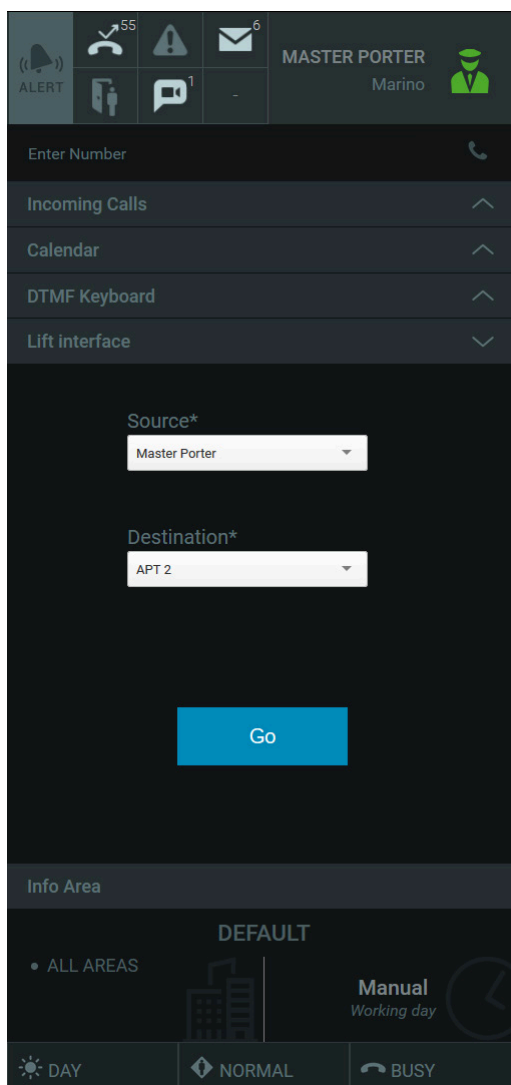 55
6
MASTER PORTER
Marino
ALERT
1
-
Enter Number
Incoming Calls
Calendar
DTMF Keyboard
Lift interface
Source*
Master Porter
Destination*
APT 2
Go
Info Area
DEFAULT
• ALL AREAS
Manual
Working day
DAY
NORMAL
BUSY